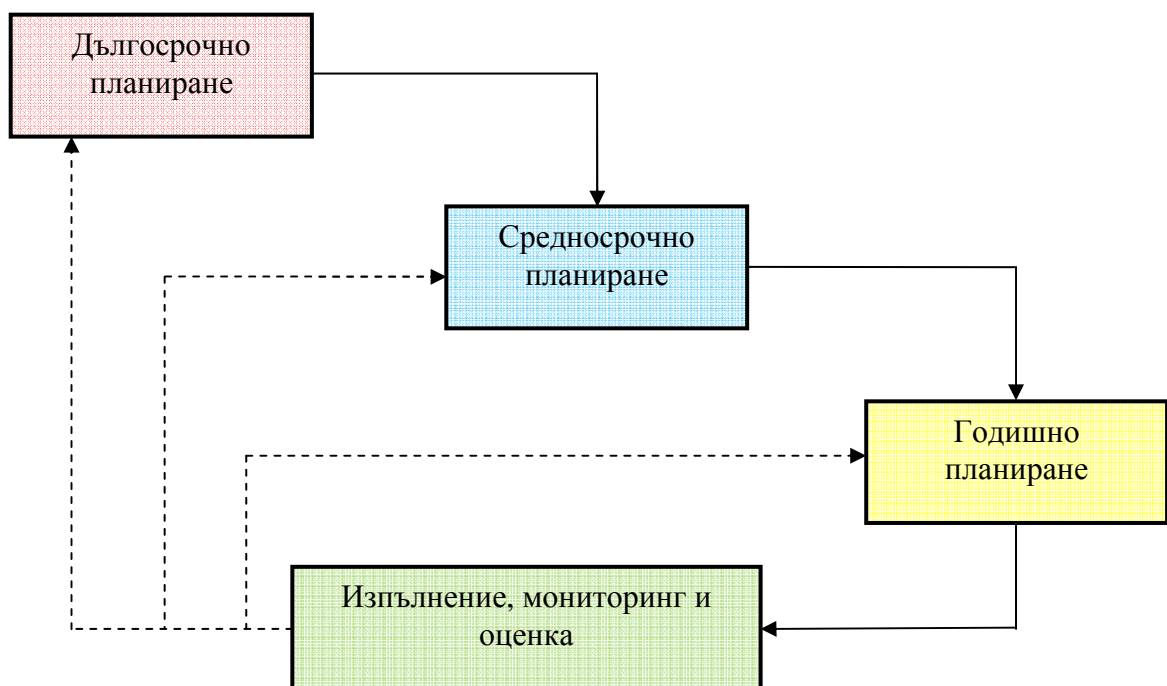 Дългосрочно
планиране
Средносрочно
планиране
Годишно
планиране
Изпълнение, мониторинг и
оценка